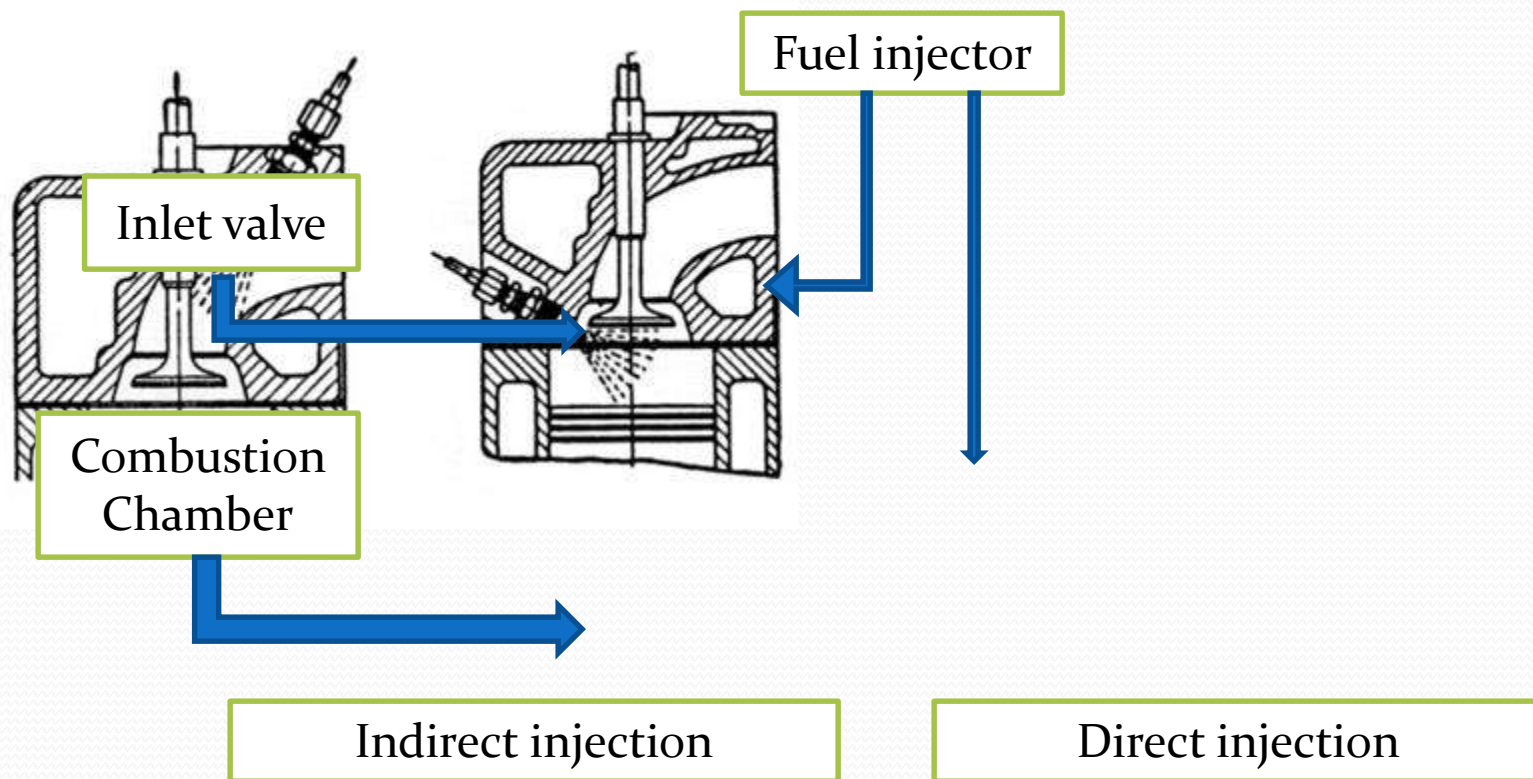 Fuel injector
Inlet valve
Combustion
Chamber
Indirect injection
Direct injection